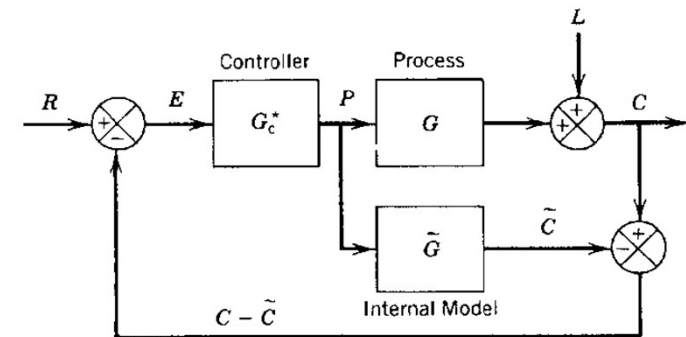 L
Controller
Process
R
E
G_c^*
P
G
C
+
−
+
+
G̃
C̃
+
−
Internal Model
C − C̃